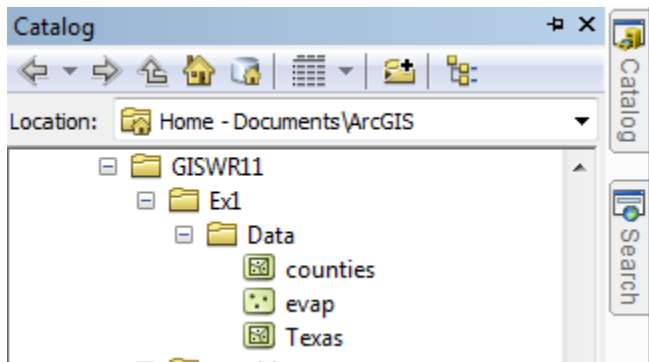 Catalog
Location: Home - Documents\ArcGIS
GISWR11
Ex1
Data
counties
evap
Texas
Catalog
Search